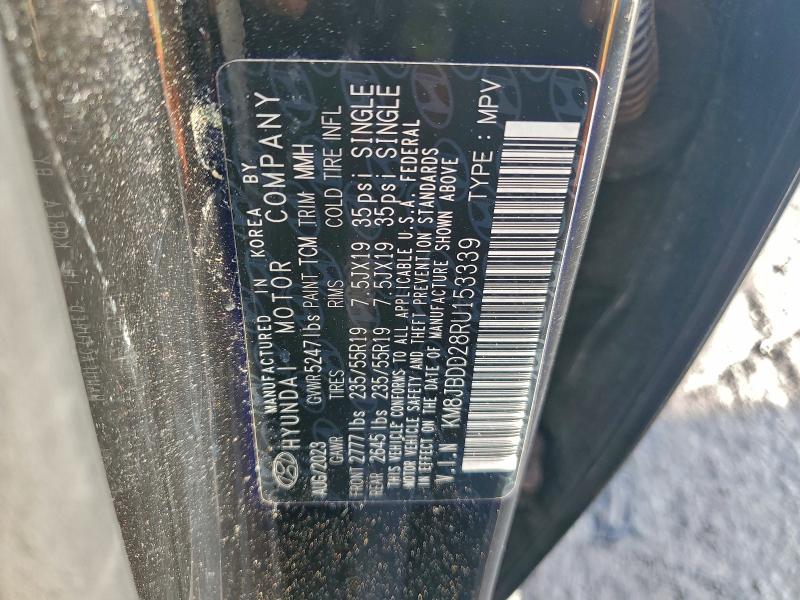 MANUFACTURED IN KOREA BY
HYUNDAI MOTOR COMPANY
AUG/2023 GVWR 5247 lbs PAINT TCM TRIM MMH
GAWR TIRES RIMS COLD TIRE INFL
FRONT 2777 lbs 235/55R19 7.5JX19 35psi SINGLE
REAR 2645 lbs 235/55R19 7.5JX19 35psi SINGLE
THIS VEHICLE CONFORMS TO ALL APPLICABLE U.S.A. FEDERAL
MOTOR VEHICLE SAFETY AND THEFT PREVENTION STANDARDS
IN EFFECT ON THE DATE OF MANUFACTURE SHOWN ABOVE
V.I.N KM8JBDD28RU153339 TYPE : MPV